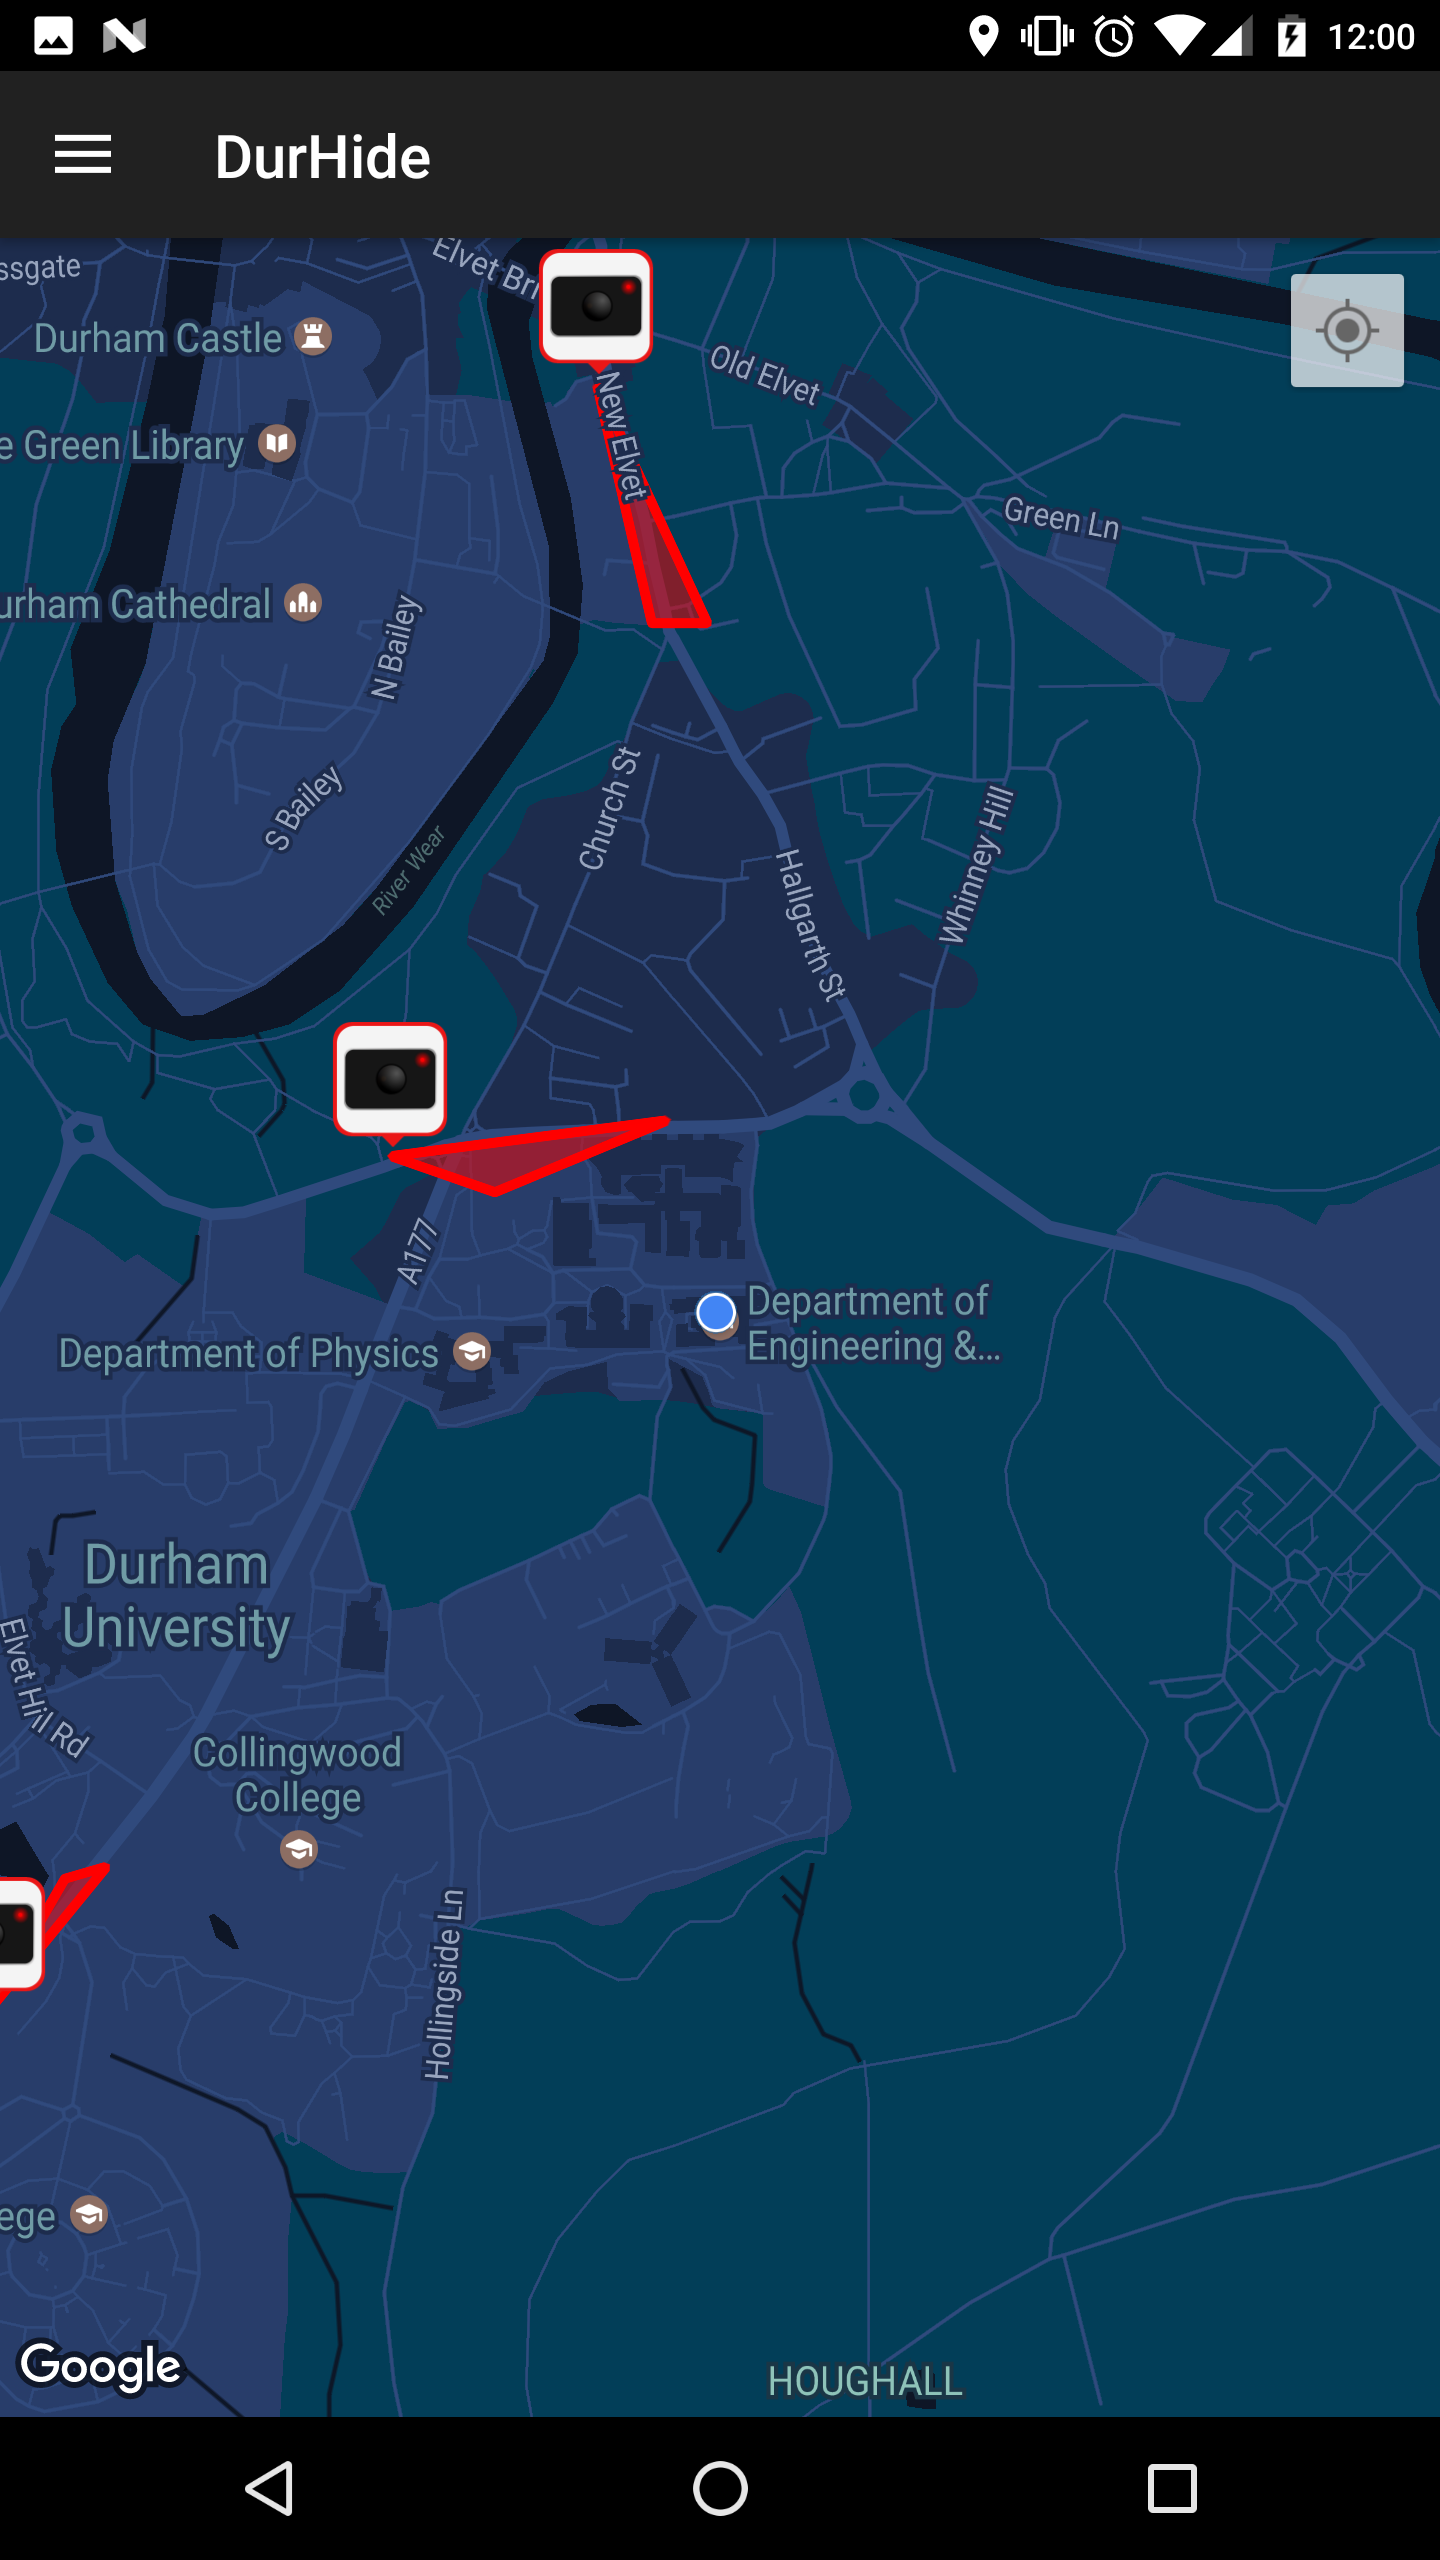 12:00
DurHide
ssgate
Elvet Bri
Durham Castle
Old Elvet
New Elvet
e Green Library
Green Ln
urham Cathedral
N Bailey
S Bailey
Church St
River Wear
Whinney Hill
Hallgarth St
A177
Department of
Engineering &...
Department of Physics
Durham
University
Elvet Hill Rd
Collingwood
College
Hollingside Ln
ege
Google
HOUGHALL